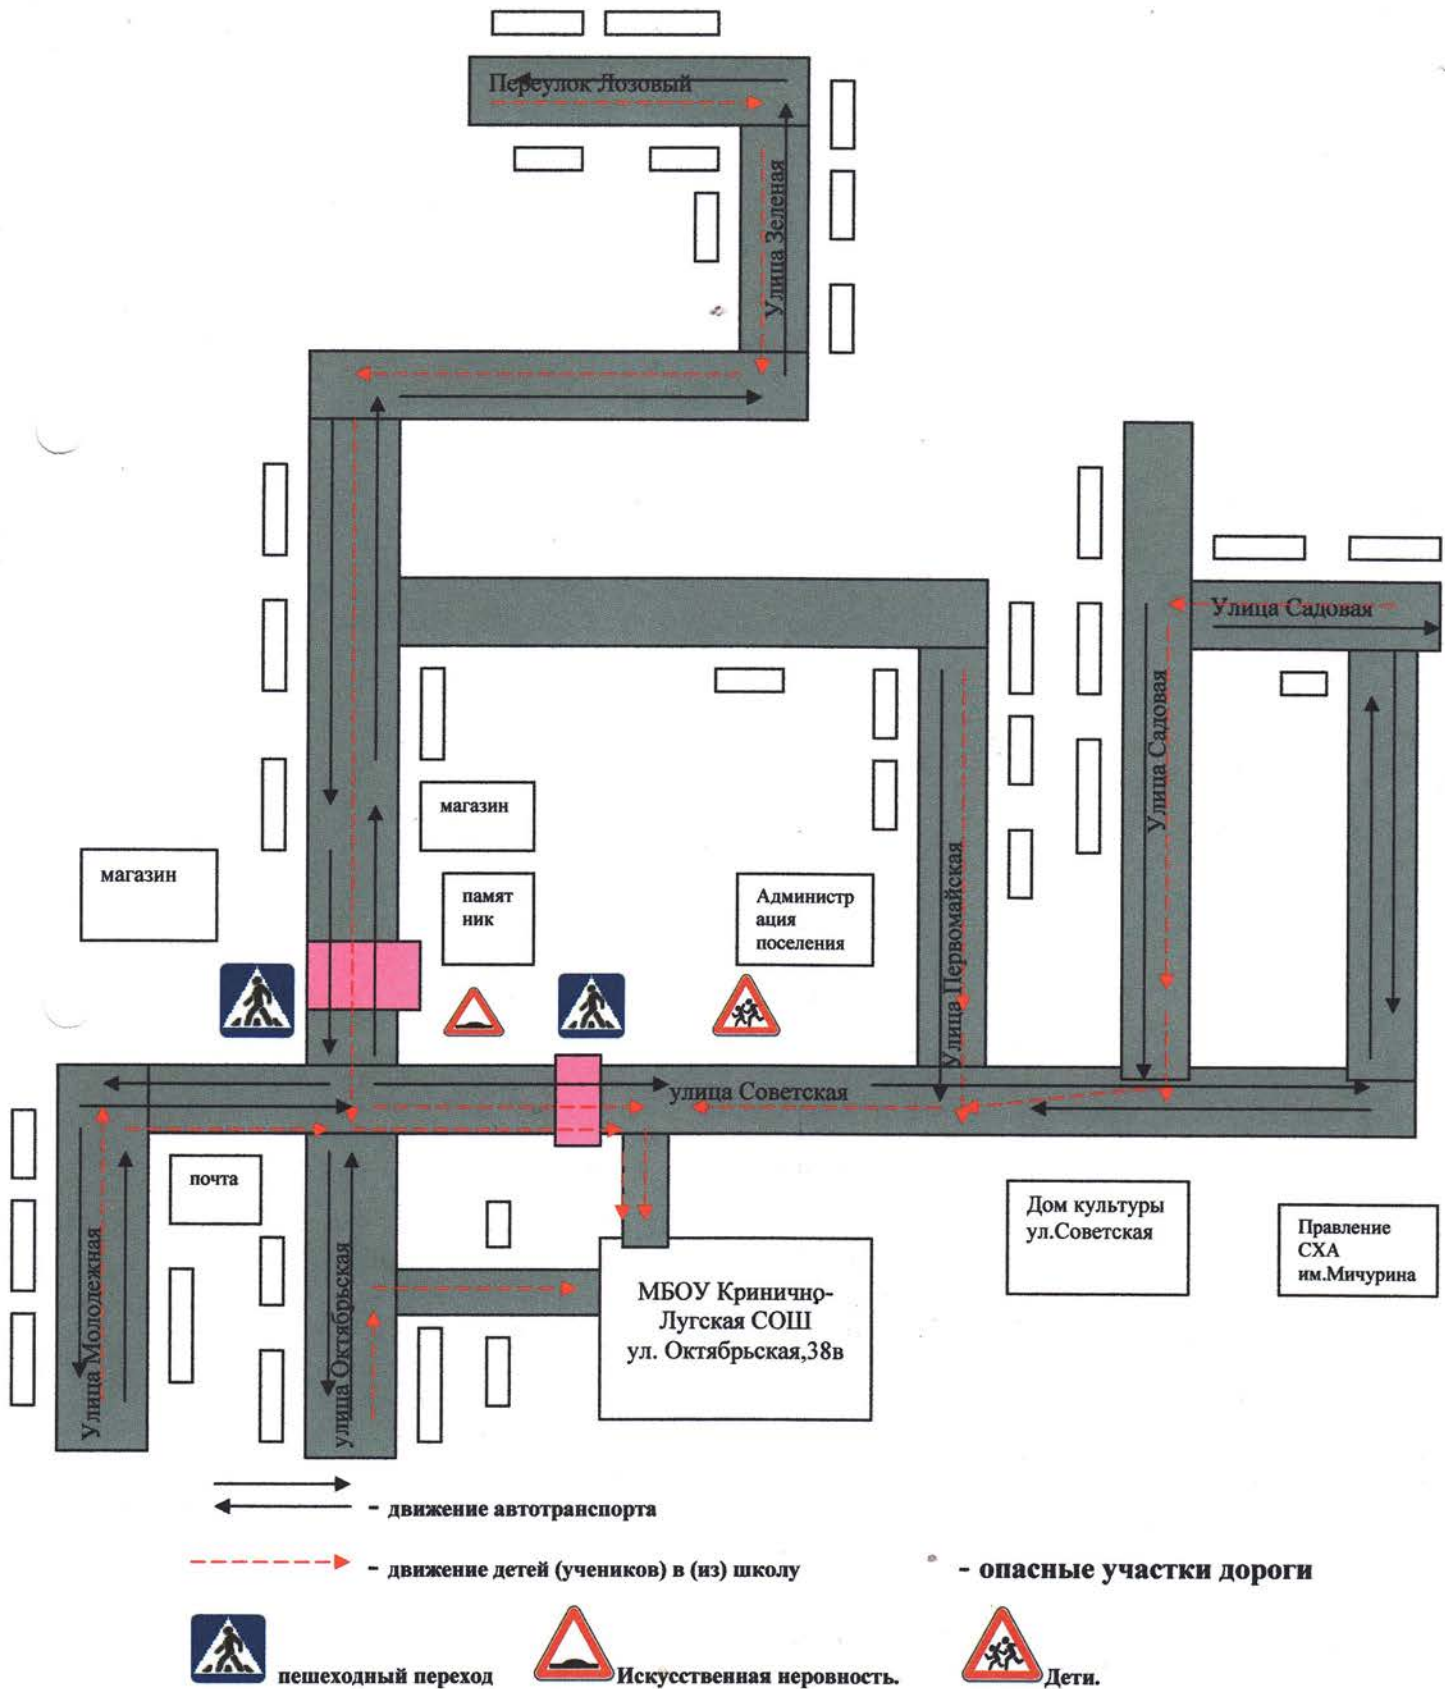 Переулок Лозовый
Улица Зеленая
Улица Садовая
Улица Садовая
магазин
магазин
памят
ник
Администр
ация
поселения
Улица Первомайская
улица Советская
почта
Улица Молодежная
улица Октябрьская
МБОУ Кринично-
Лугская СОШ
ул. Октябрьская,38в
Дом культуры
ул.Советская
Правление
СХА
им.Мичурина
- движение автотранспорта
- движение детей (учеников) в (из) школу
- опасные участки дороги
пешеходный переход
Искусственная неровность.
Дети.